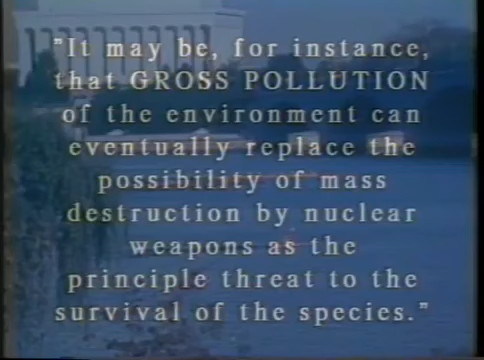 "It may be, for instance,
that GROSS POLLUTION
of the environment can
eventually replace the
possibility of mass
destruction by nuclear
weapons as the
principle threat to the
survival of the species."